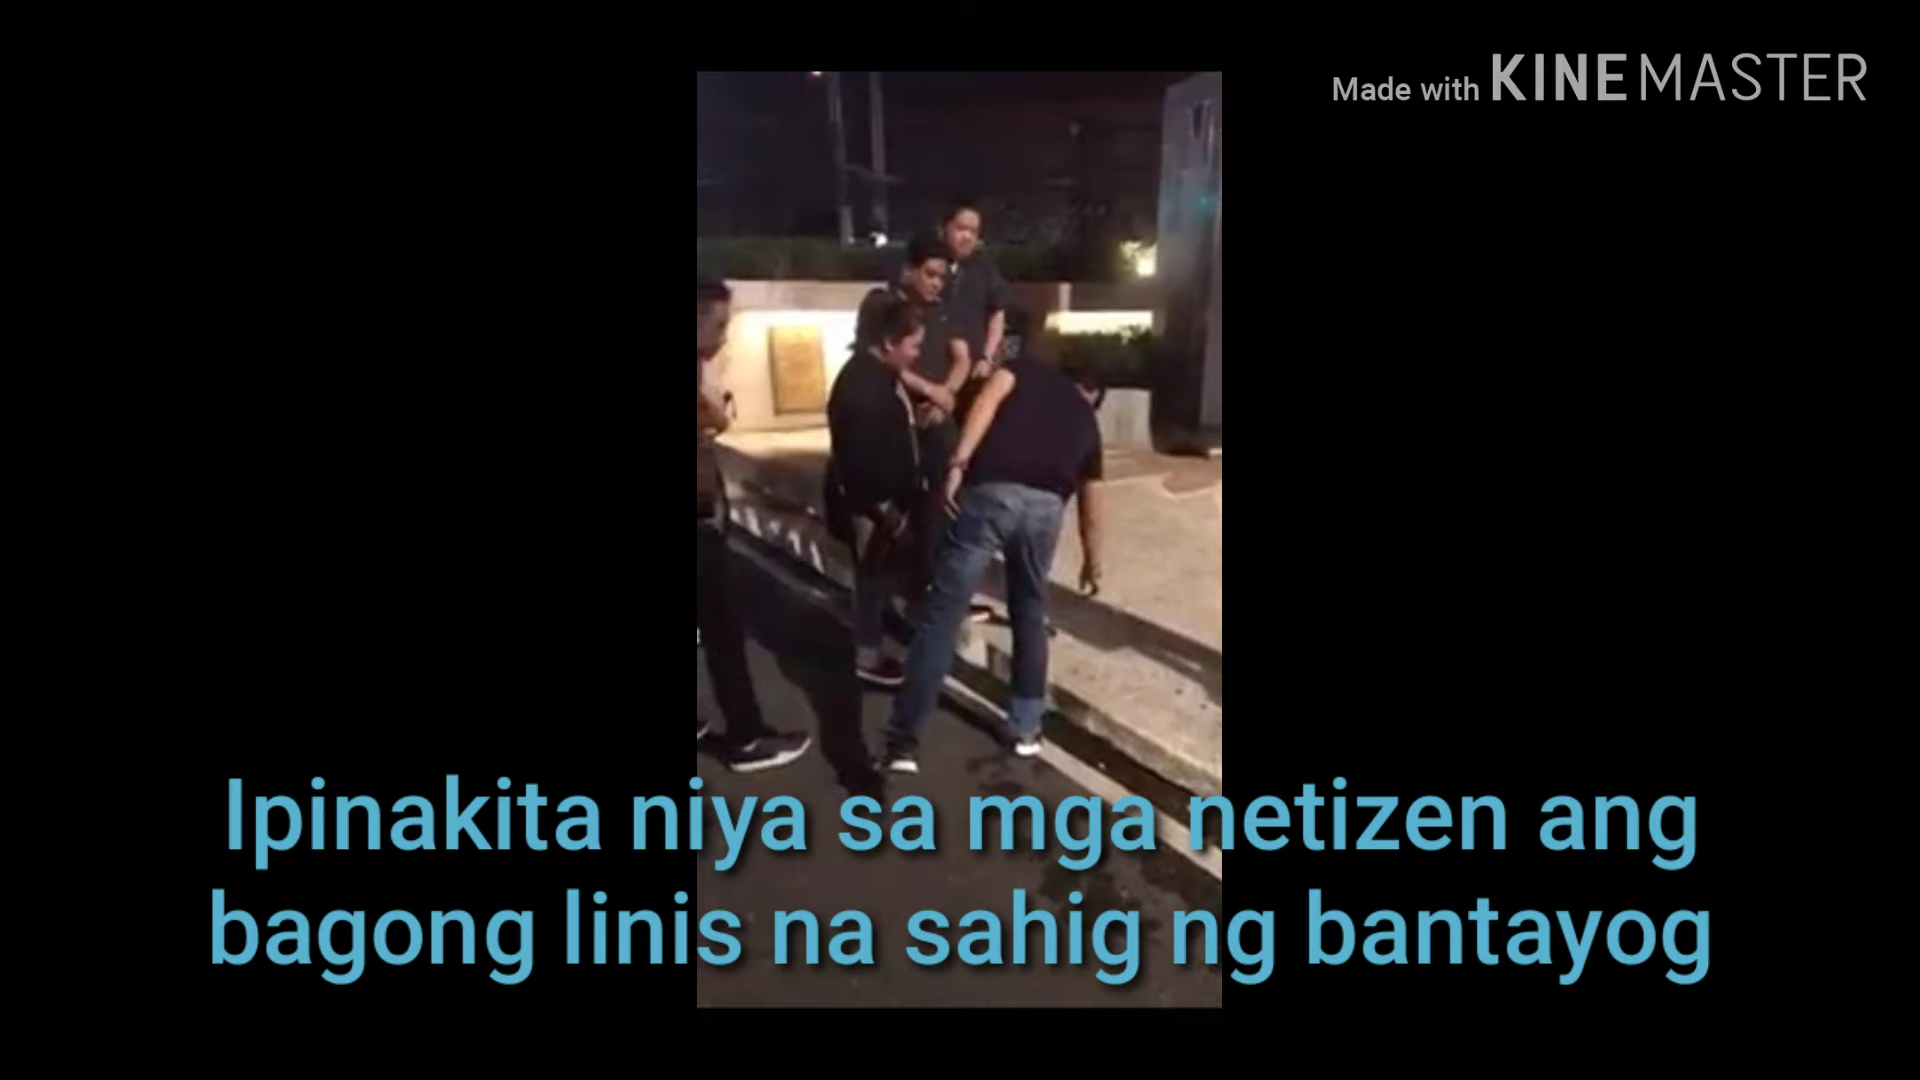 Made with KINEMASTER
Ipinakita niya sa mga netizen ang
bagong linis na sahig ng bantayog